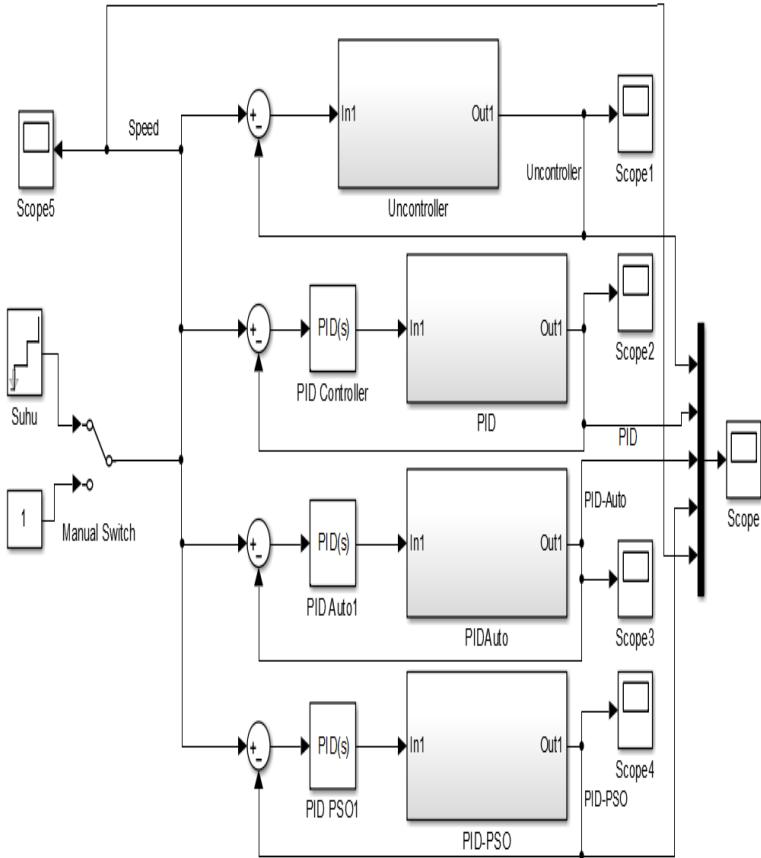 Speed
Scope5
In1
Out1
Uncontroller
Uncontroller
Scope1
PID(s)
PID Controller
In1
Out1
PID
Scope2
PID
Suhu
1
Manual Switch
PID(s)
PID Auto1
In1
Out1
PIDAuto
PID-Auto
Scope3
Scope
PID(s)
PID PSO1
In1
Out1
PID-PSO
Scope4
PID-PSO